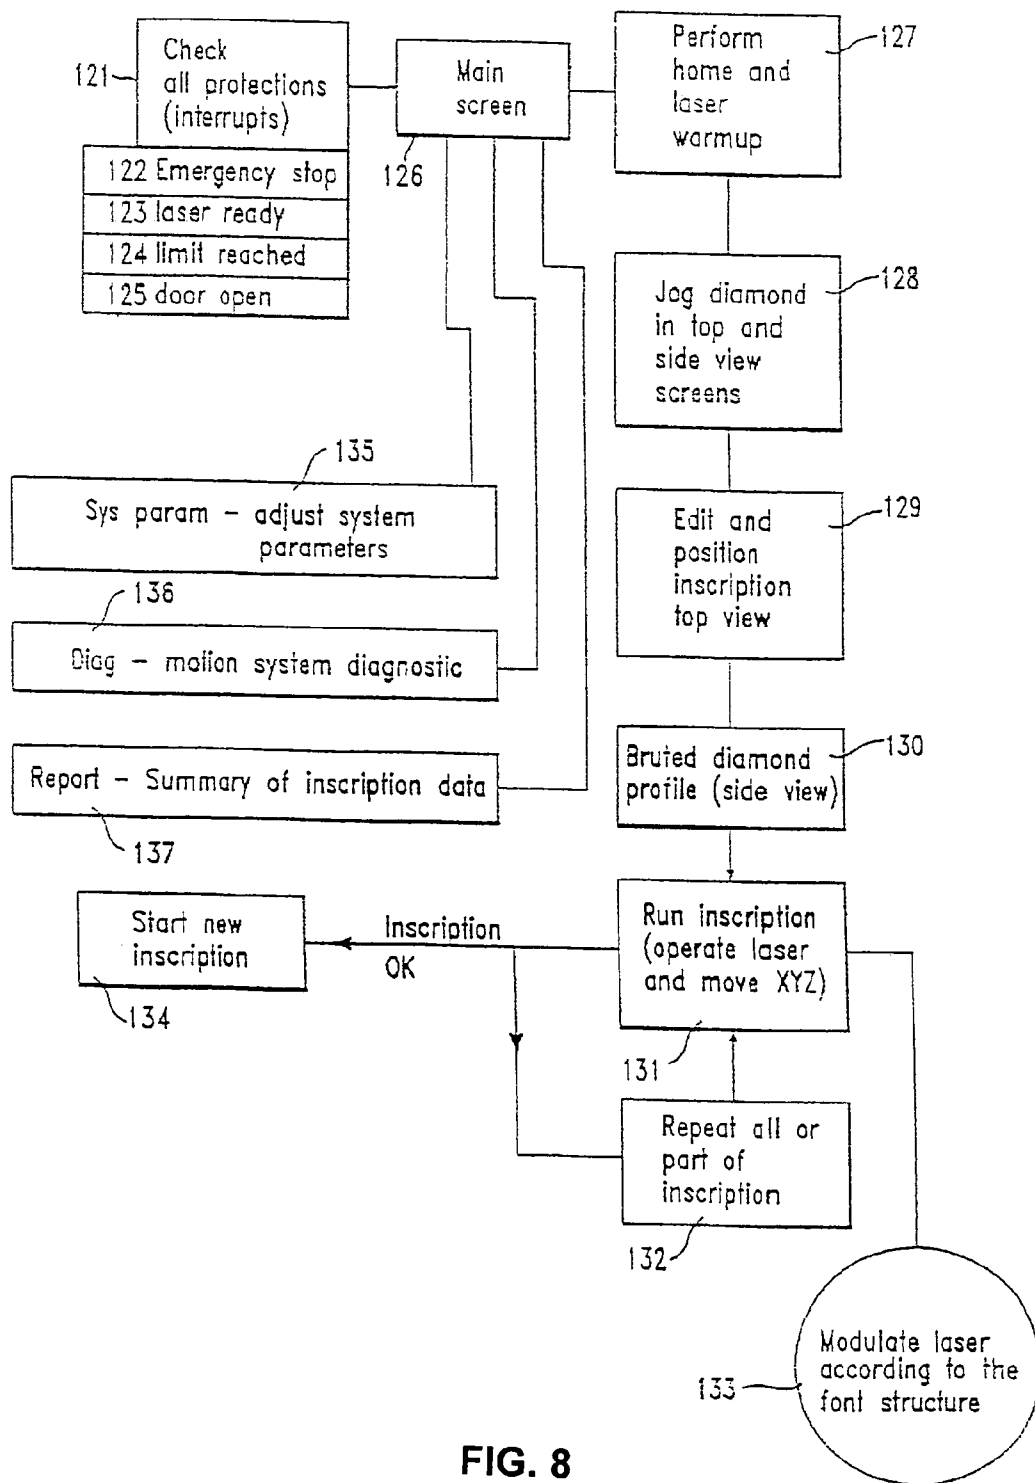 121
Check
all protections
(interrupts)
122 Emergency stop
123 laser ready
124 limit reached
125 door open
Main
screen
126
Perform
home and
laser
warmup
127
Jog diamond
in top and
side view
screens
128
Edit and
position
inscription
top view
129
Bruted diamond
profile (side view)
130
135
Sys param – adjust system
parameters
136
Diag – motion system diagnostic
Report – Summary of inscription data
137
Start new
inscription
134
Inscription
OK
Run inscription
(operate laser
and move XYZ)
131
Repeat all or
part of
inscription
132
Modulate laser
according to the
font structure
133
FIG. 8